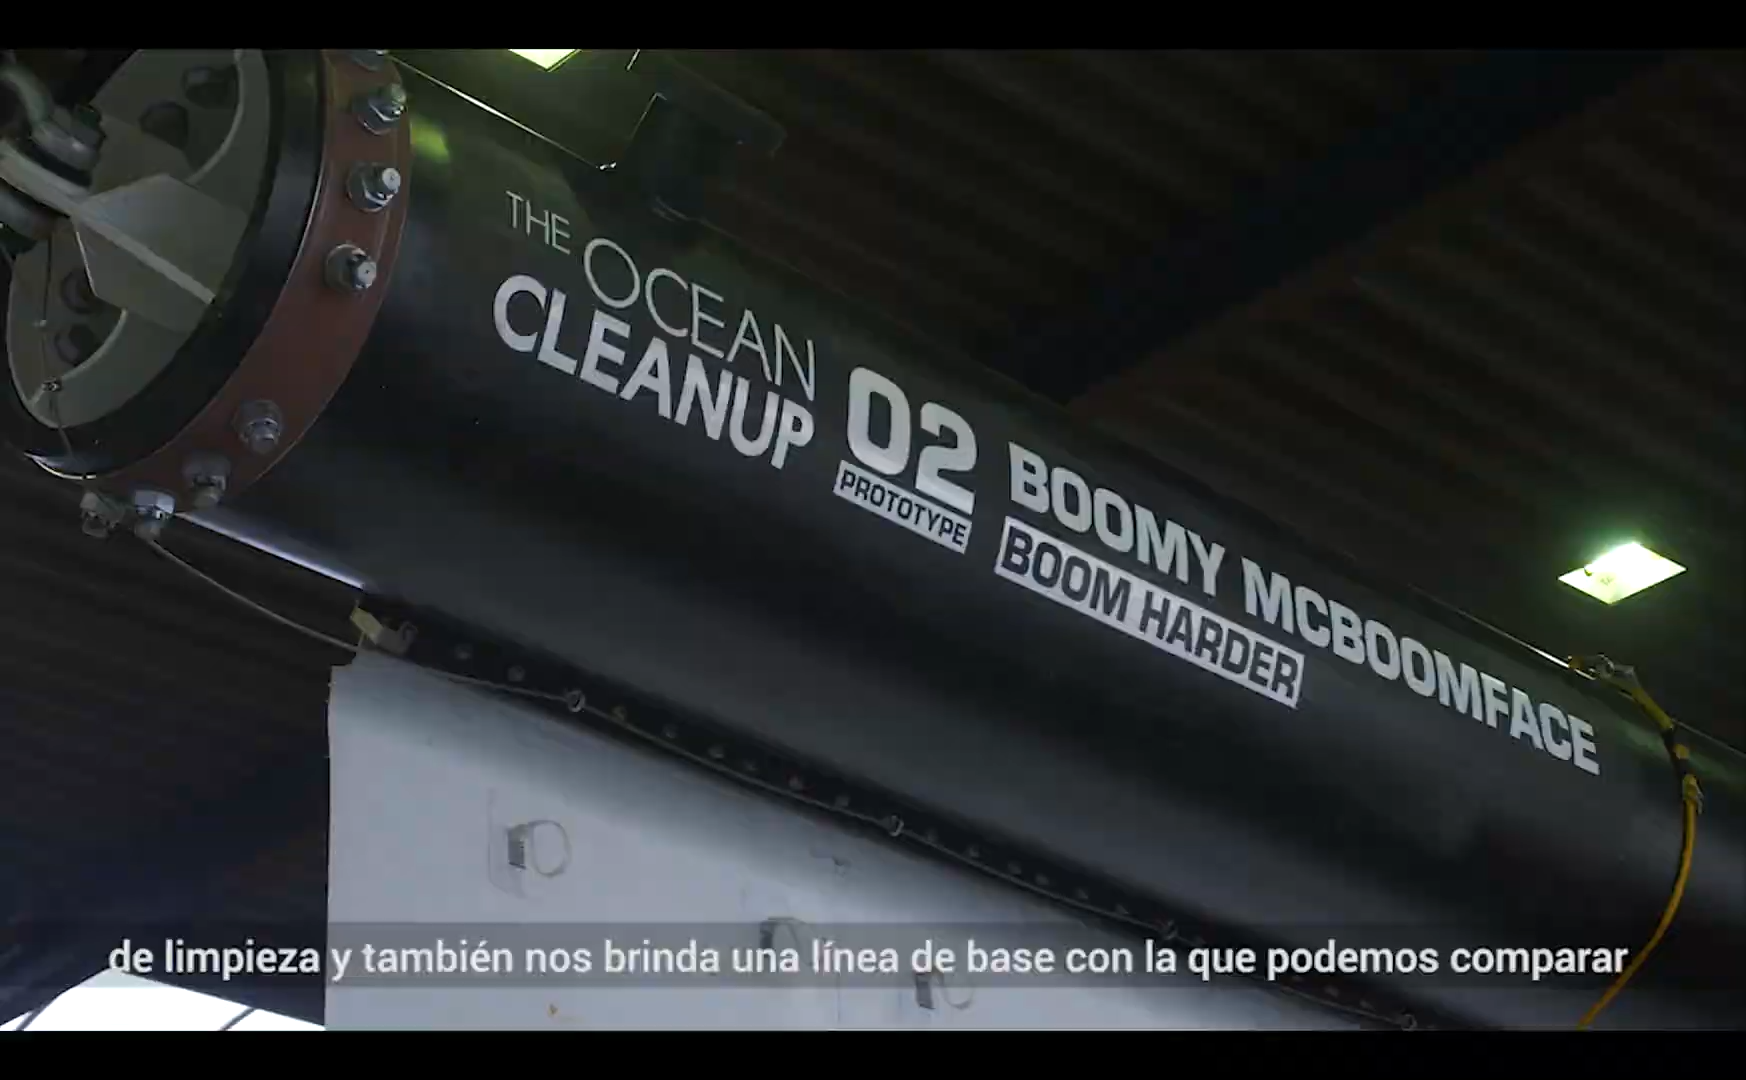 THE OCEAN
CLEANUP
02
PROTOTYPE
BOOMY MCBOOMFACE
BOOM HARDER
de limpieza y también nos brinda una línea de base con la que podemos comparar